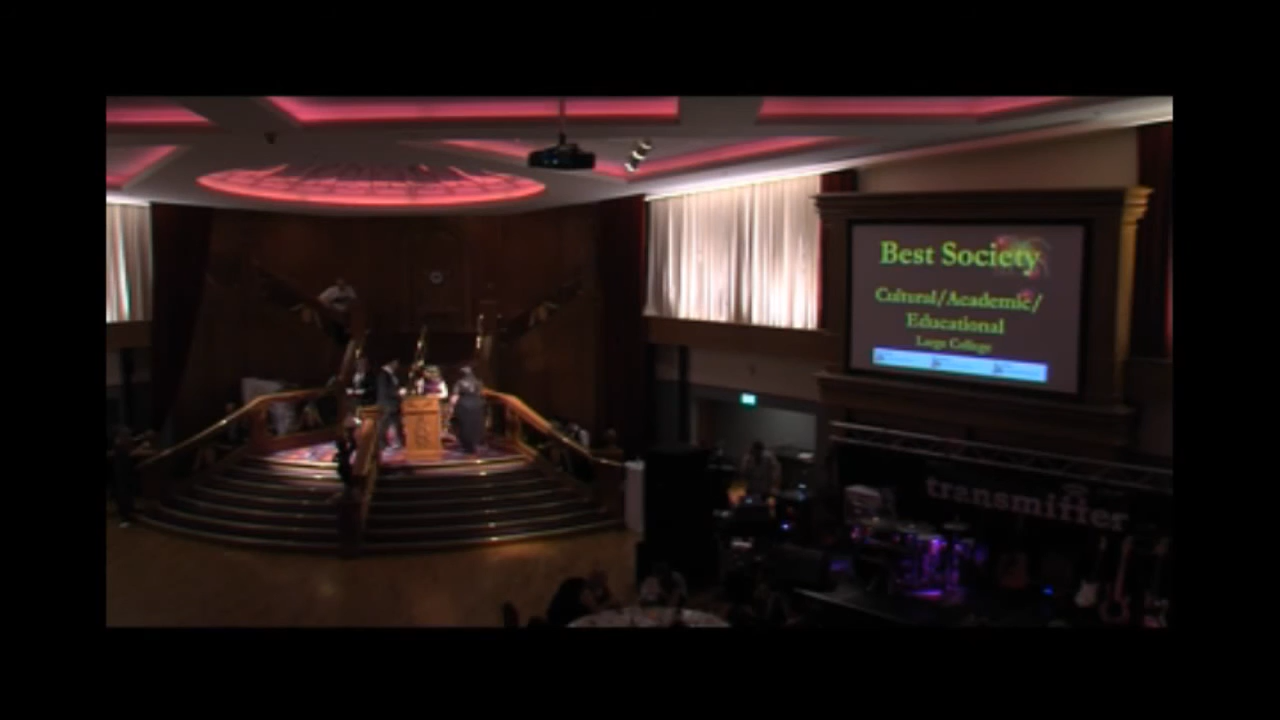 Best Society
Cultural/Academic/
Educational
Large College
transmitter